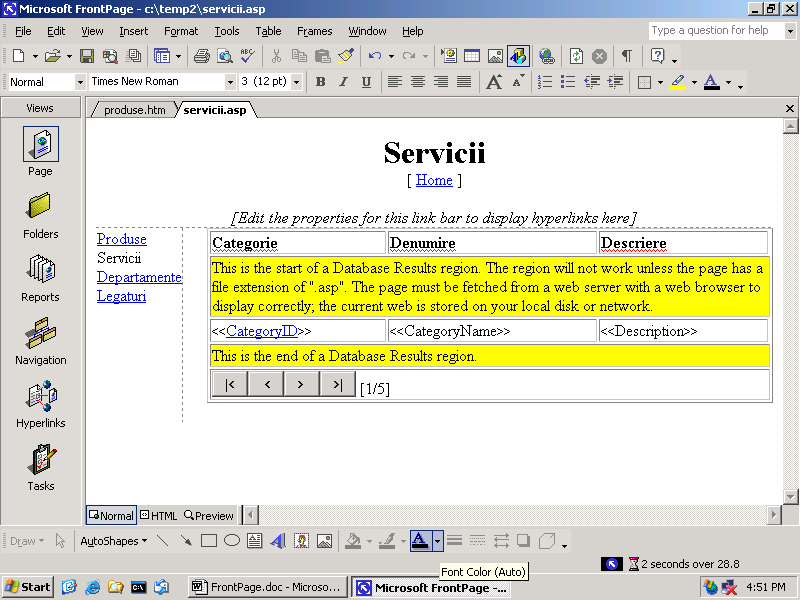 Microsoft FrontPage - c:\temp2\servicii.asp
File Edit View Insert Format Tools Table Frames Window Help
Type a question for help
Normal Times New Roman 3 (12 pt) B I U
Views produse.htm servicii.asp
Page
Folders
Reports
Navigation
Hyperlinks
Tasks
Servicii
[ Home ]
[Edit the properties for this link bar to display hyperlinks here]
Produse
Servicii
Departamente
Legaturi
Categorie Denumire Descriere
This is the start of a Database Results region. The region will not work unless the page has a
file extension of ".asp". The page must be fetched from a web server with a web browser to
display correctly; the current web is stored on your local disk or network.
<<CategoryID>> <<CategoryName>> <<Description>>
This is the end of a Database Results region.
|< < > >| [1/5]
Normal HTML Preview
Draw AutoShapes
Font Color (Auto)
2 seconds over 28.8
Start FrontPage.doc - Microso... Microsoft FrontPage -... 4:51 PM